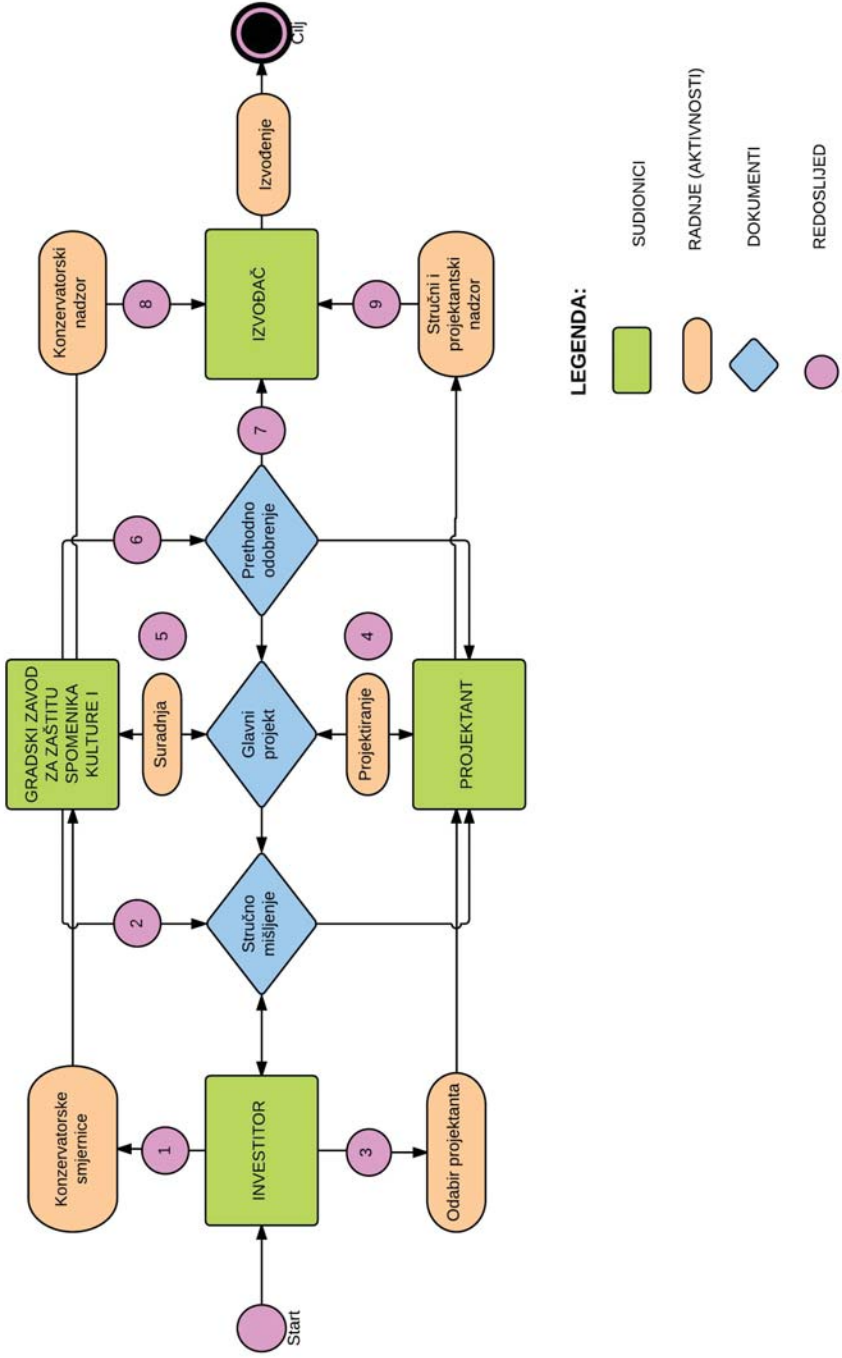 Start
INVESTITOR
1
Konzervatorske
smjernice
3
Odabir projektanta
2
Stručno
mišljenje
GRADSKI ZAVOD
ZA ZAŠTITU
SPOMENIKA
KULTURE I
Suradnja
5
Glavni
projekt
Projektiranje
4
PROJEKTANT
6
Prethodno
odobrenje
7
Konzervatorski
nadzor
8
IZVOĐAČ
9
Stručni i
projektantski
nadzor
Izvođenje
Cilj
LEGENDA:
SUDIONICI
RADNJE (AKTIVNOSTI)
DOKUMENTI
REDOSLIJED